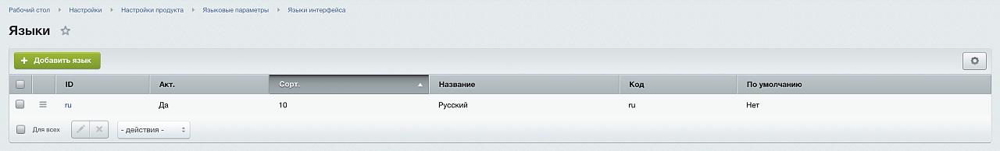 Рабочий стол Настройки Настройки продукта Языковые параметры Языки интерфейса
Языки
Добавить язык
ID Акт. Сорт. Название Код По умолчанию
ru Да 10 Русский ru Нет
Для всех - действия -